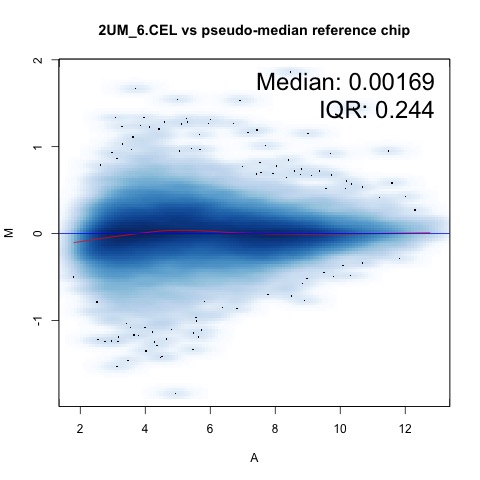 2UM_6.CEL vs pseudo-median reference chip
Median: 0.00169
IQR: 0.244
2
1
0
-1
M
2 4 6 8 10 12
A